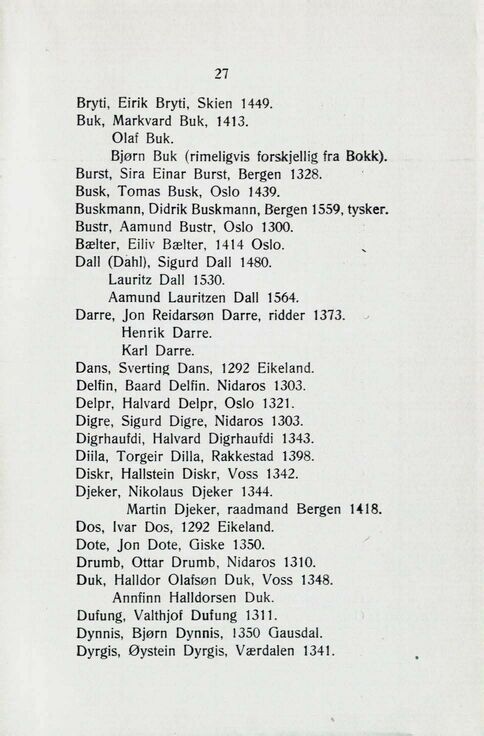 27
Bryti, Eirik Bryti, Skien 1449.
Buk, Markvard Buk, 1413.
Olaf Buk.
Bjørn Buk (rimeligvis forskjellig fra Bokk).
Burst, Sira Einar Burst, Bergen 1328.
Busk, Tomas Busk, Oslo 1439.
Buskmann, Didrik Buskmann, Bergen 1559, tysker.
Bustr, Aamund Bustr, Oslo 1300.
Bælter, Eiliv Bælter, 1414 Oslo.
Dall (Dahl), Sigurd Dall 1480.
Lauritz Dall 1530.
Aamund Lauritzen Dall 1564.
Darre, Jon Reidarsøn Darre, ridder 1373.
Henrik Darre.
Karl Darre.
Dans, Sverting Dans, 1292 Eikeland.
Delfin, Baard Delfin. Nidaros 1303.
Delpr, Halvard Delpr, Oslo 1321.
Digre, Sigurd Digre, Nidaros 1303.
Digrhaufdi, Halvard Digrhaufdi 1343.
Diila, Torgeir Dilla, Rakkestad 1398.
Diskr, Hallstein Diskr, Voss 1342.
Djeker, Nikolaus Djeker 1344.
Martin Djeker, raadmand Bergen 1418.
Dos, Ivar Dos, 1292 Eikeland.
Dote, Jon Dote, Giske 1350.
Drumb, Ottar Drumb, Nidaros 1310.
Duk, Halldor Olafsøn Duk, Voss 1348.
Annfinn Halldorsen Duk.
Dufung, Valthjof Dufung 1311.
Dynnis, Bjørn Dynnis, 1350 Gausdal.
Dyrgis, Øystein Dyrgis, Værdalen 1341.